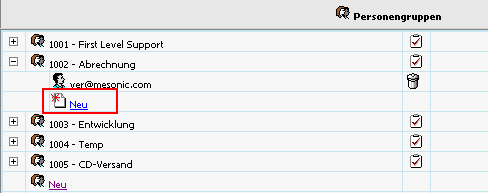 Personengruppen
1001 - First Level Support
1002 - Abrechnung
ver@mesonic.com
Neu
1003 - Entwicklung
1004 - Temp
1005 - CD-Versand
Neu